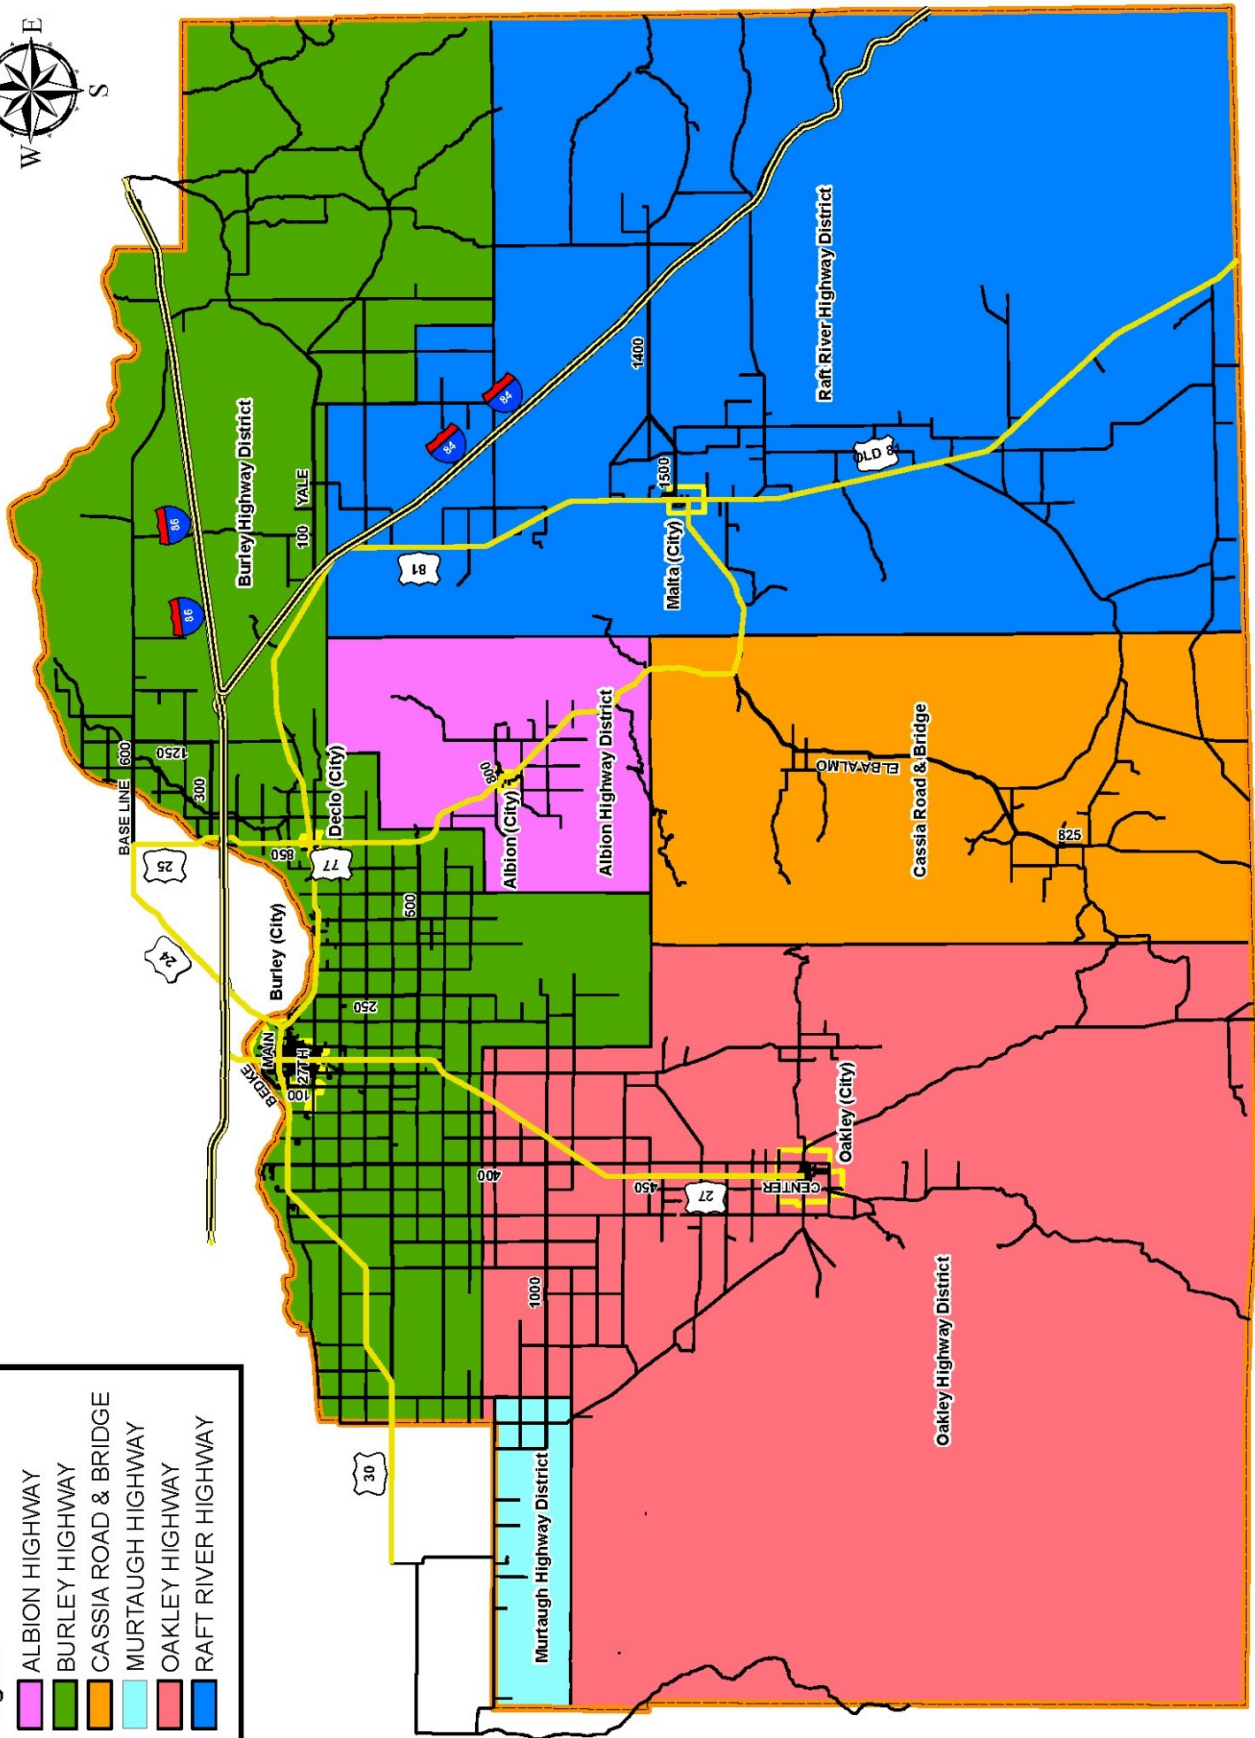 W
E
S
ALBION HIGHWAY
BURLEY HIGHWAY
CASSIA ROAD & BRIDGE
MURTAUGH HIGHWAY
OAKLEY HIGHWAY
RAFT RIVER HIGHWAY
30
Murtaugh Highway District
Oakley Highway District
1000
400
450
27
CENTER
Oakley (City)
BEDKE
MAIN
27TH
100
250
500
Burley (City)
24
25
BASE LINE
600
1250
300
850
77
Declo (City)
800
Albion (City)
Albion Highway District
Cassia Road & Bridge
ELBA ALMO
825
Burley Highway District
86
86
100
YALE
84
84
81
1400
1500
Malta (City)
OLD 81
Raft River Highway District